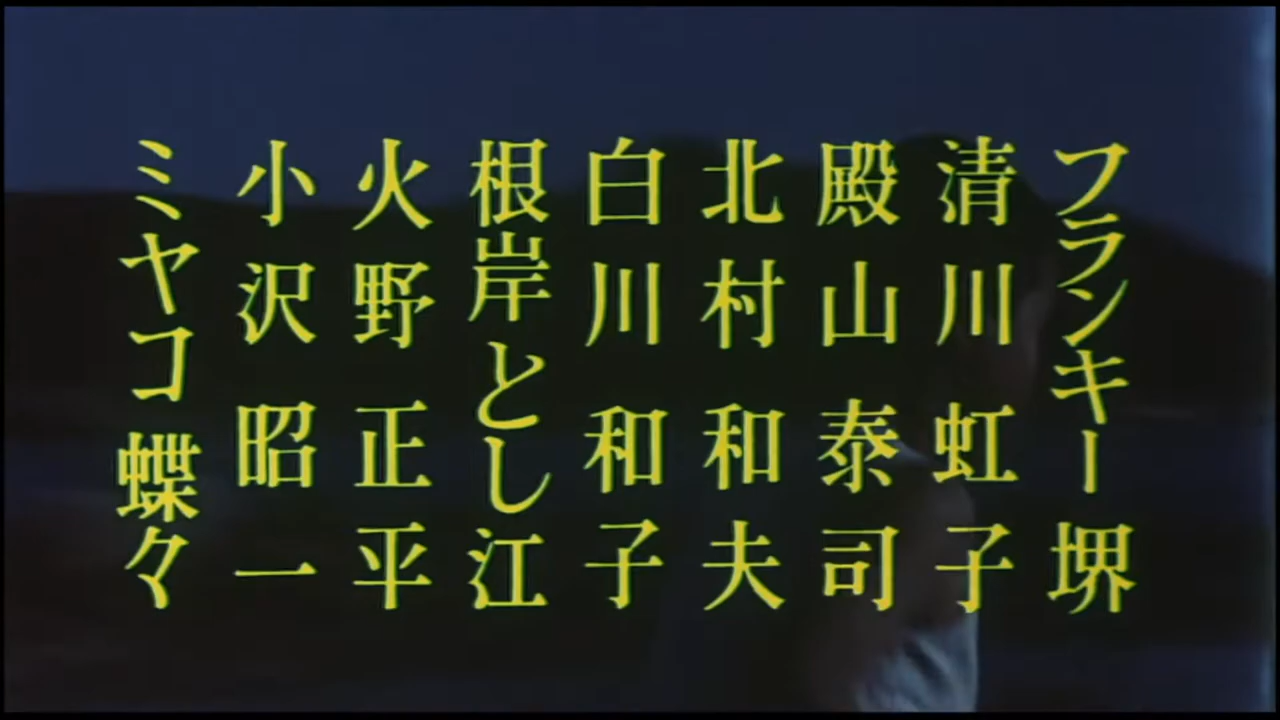 フランキー堺
清川虹子
殿山泰司
北村和夫
白川和子
根岸とし江
火野正平
小沢昭一
ミヤコ蝶々